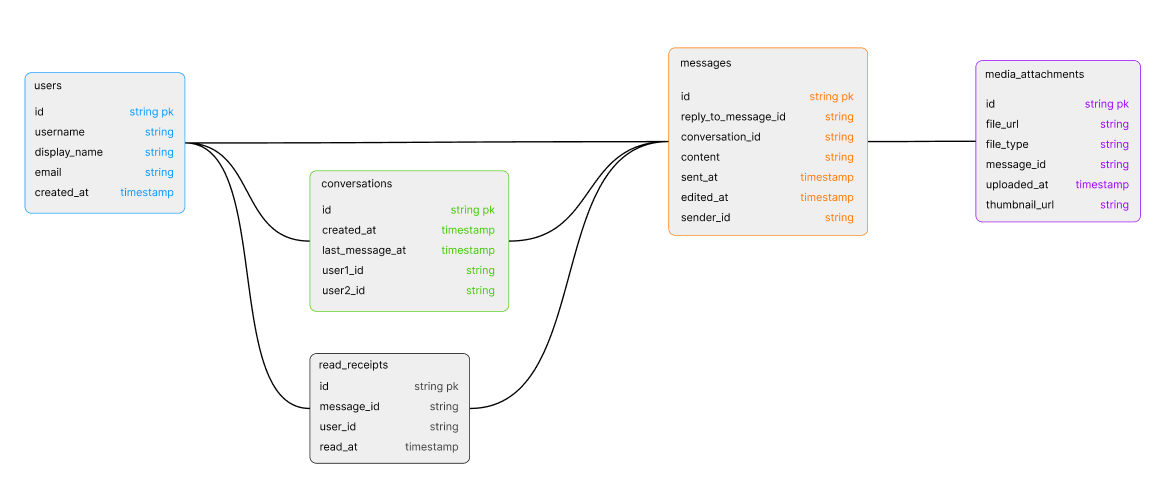 users
id string pk
username string
display_name string
email string
created_at timestamp
conversations
id string pk
created_at timestamp
last_message_at timestamp
user1_id string
user2_id string
read_receipts
id string pk
message_id string
user_id string
read_at timestamp
messages
id string pk
reply_to_message_id string
conversation_id string
content string
sent_at timestamp
edited_at timestamp
sender_id string
media_attachments
id string pk
file_url string
file_type string
message_id string
uploaded_at timestamp
thumbnail_url string